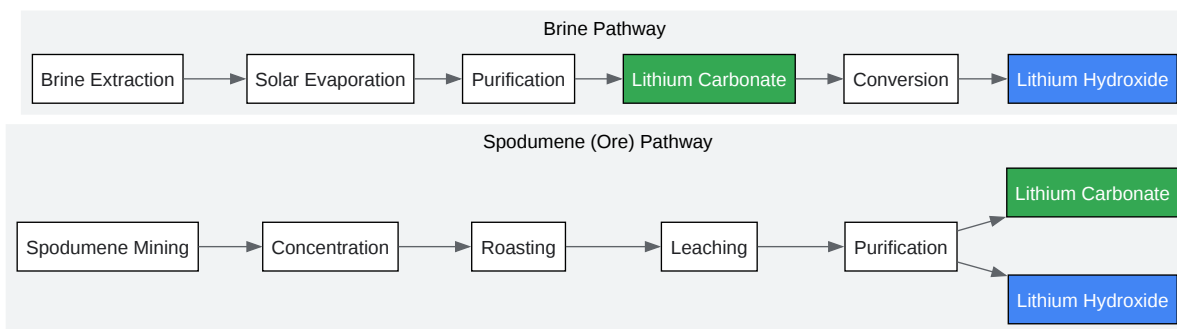 Brine Pathway
Brine Extraction
Solar Evaporation
Purification
Lithium Carbonate
Conversion
Lithium Hydroxide
Spodumene (Ore) Pathway
Spodumene Mining
Concentration
Roasting
Leaching
Purification
Lithium Carbonate
Lithium Hydroxide